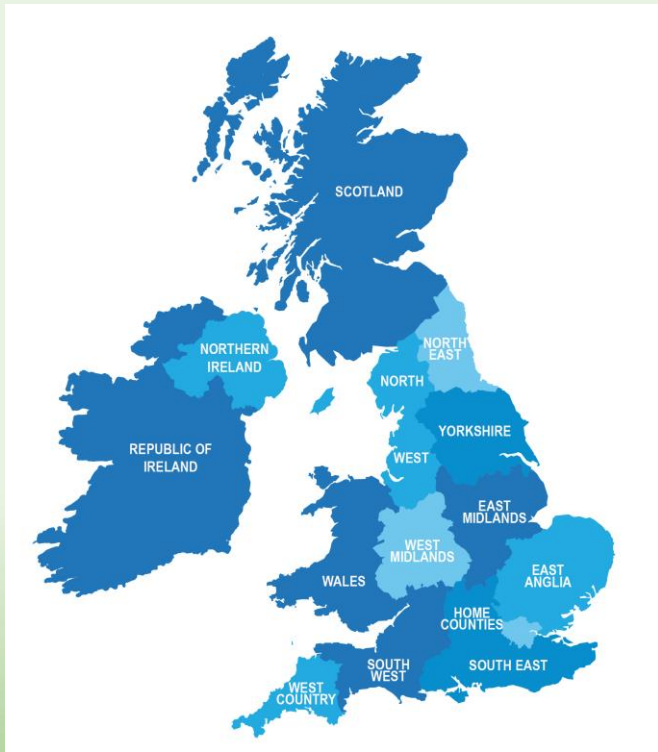 SCOTLAND
NORTH
EAST
NORTHERN
IRELAND
NORTH
WEST
YORKSHIRE
REPUBLIC OF
IRELAND
EAST
MIDLANDS
WEST
MIDLANDS
WALES
EAST
ANGLIA
HOME
COUNTIES
SOUTH EAST
SOUTH
WEST
WEST
COUNTRY